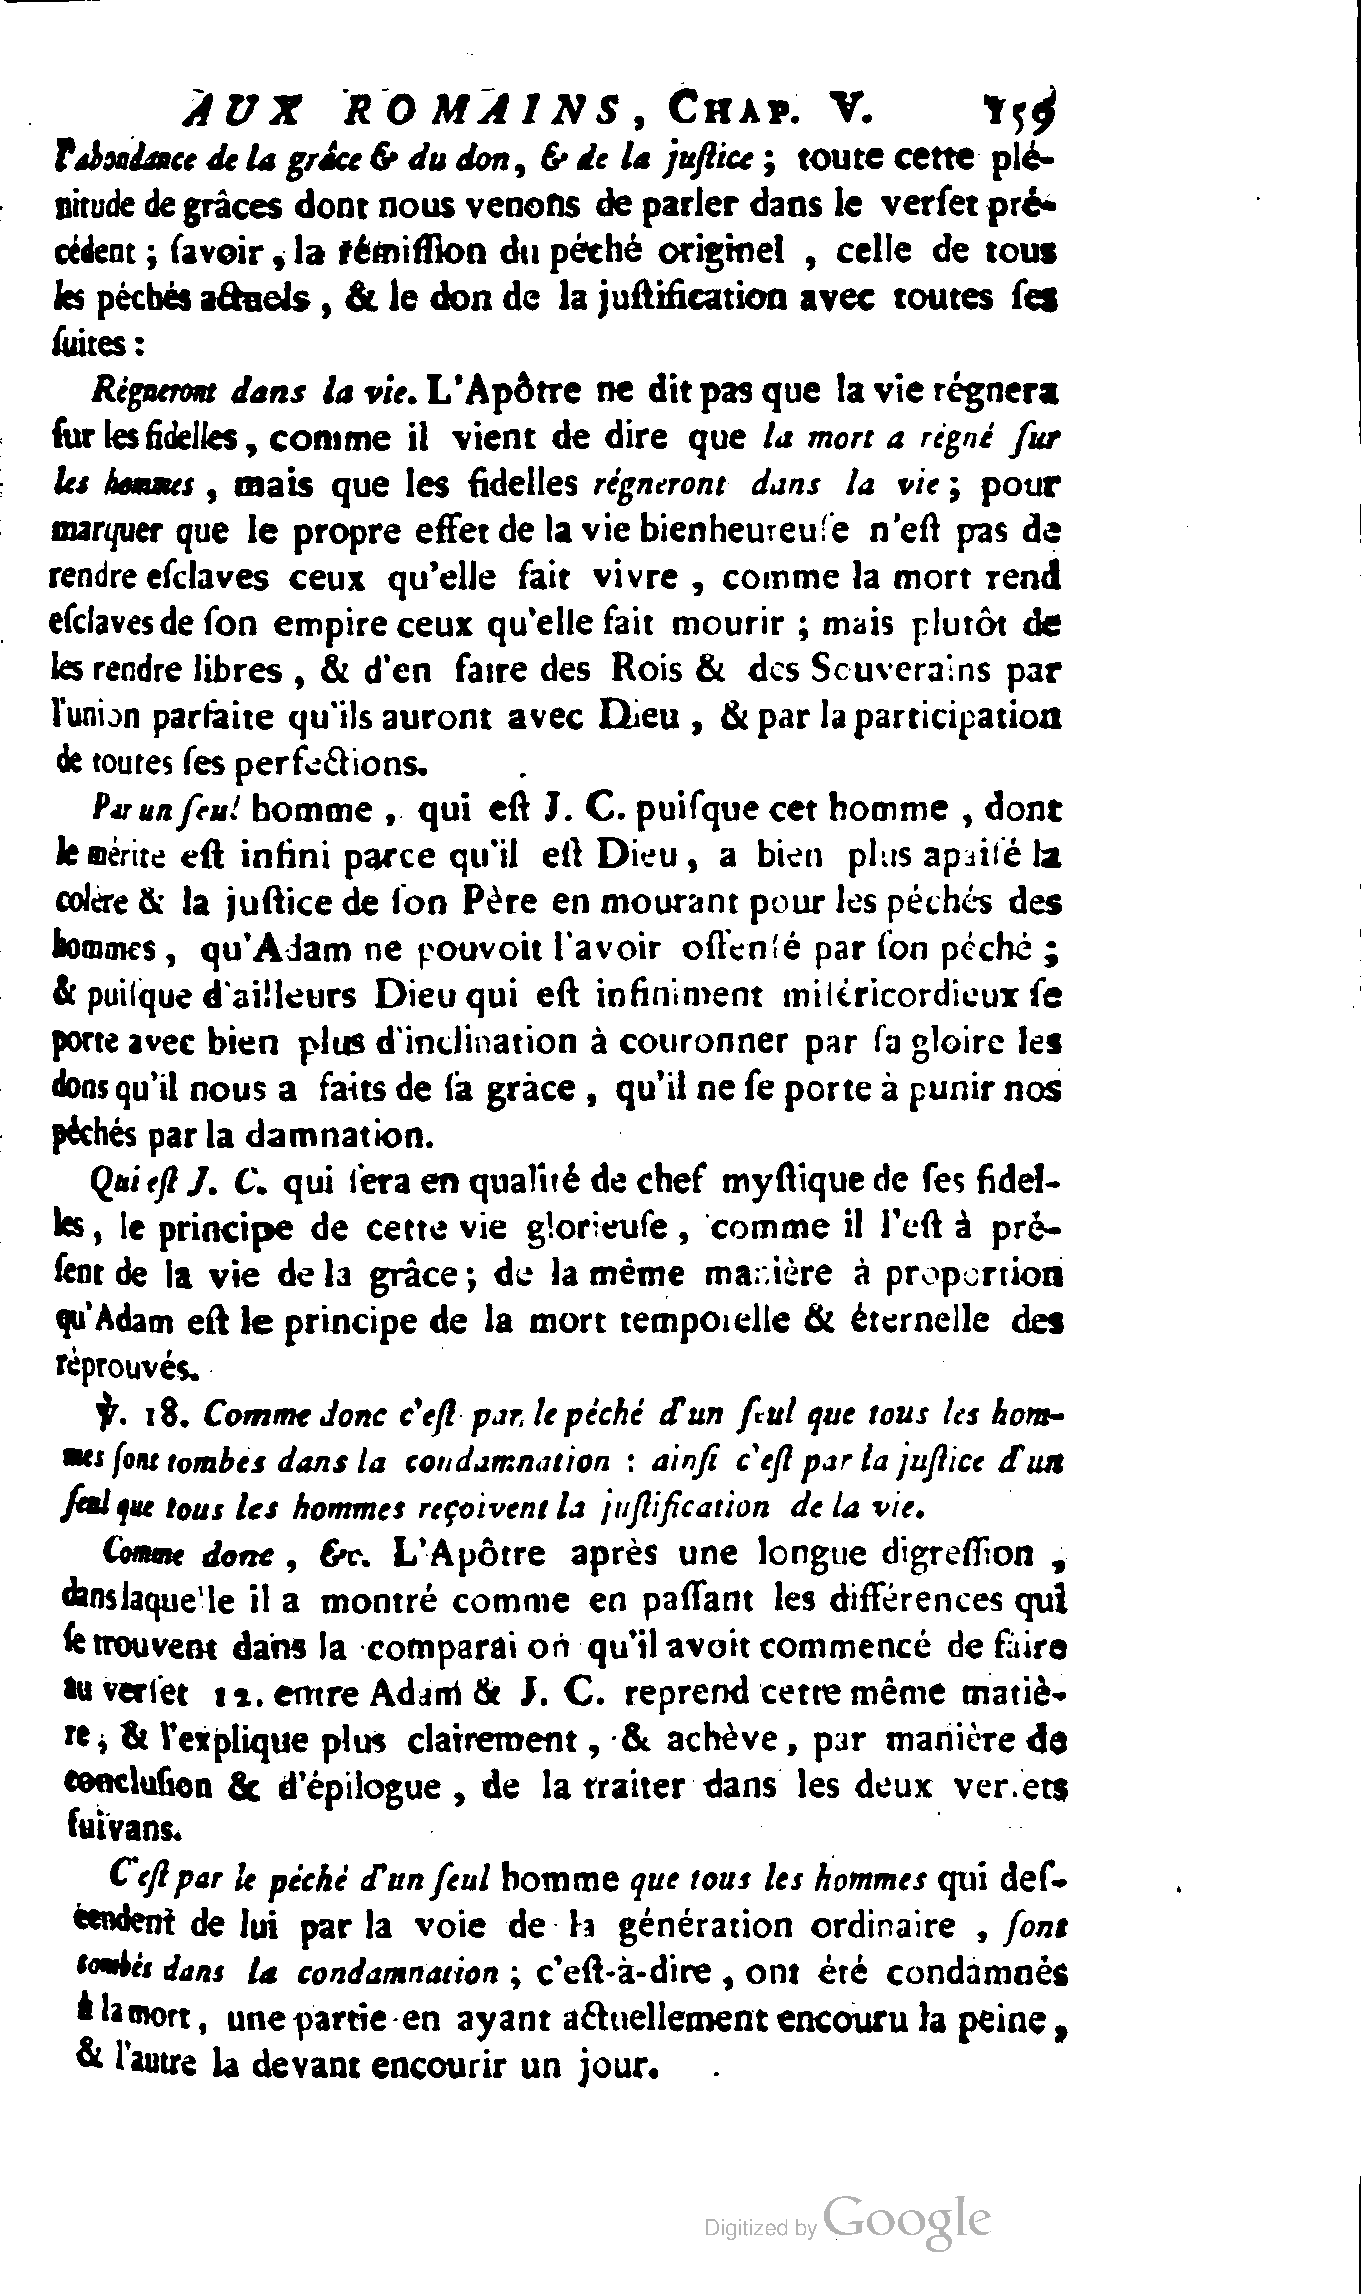 AUX ROMAINS, CHAP. V. 159
l'abondance de la grâce & du don, & de la juſtice ; toute cette plé-
nitude de grâces dont nous venons de parler dans le verſet pré-
cédent ; ſavoir, la rémiſſion du péché originel , celle de tous
les péchés actuels , & le don de la juſtification avec toutes ſes
ſuites :
Règneront dans la vie. L'Apôtre ne dit pas que la vie régnera
ſur les fidelles, comme il vient de dire que la mort a règné ſur
les hommes , mais que les fidelles régneront dans la vie ; pour
marquer que le propre effet de la vie bienheureuſe n'eſt pas de
rendre eſclaves ceux qu'elle fait vivre , comme la mort rend
eſclaves de ſon empire ceux qu'elle fait mourir ; mais plutôt de
les rendre libres , & d'en faire des Rois & des Souverains par
l'union parfaite qu'ils auront avec Dieu , & par la participation
de toutes ſes perfections.
Par un ſeul homme , qui eſt J. C. puiſque cet homme , dont
le mérite eſt infini parce qu'il eſt Dieu, a bien plus apaiſé la
colère & la juſtice de ſon Père en mourant pour les péchés des
hommes, qu'Adam ne pouvoit l'avoir offenſé par ſon péché ;
& puiſque d'ailleurs Dieu qui eſt infiniment miſéricordieux ſe
porte avec bien plus d'inclination à couronner par ſa gloire les
dons qu'il nous a faits de ſa grâce , qu'il ne ſe porte à punir nos
péchés par la damnation.
Qui eſt J. C. qui ſera en qualité de chef myſtique de ſes fidel-
les, le principe de cette vie glorieuſe, comme il l'eſt à pré-
ſent de la vie de la grâce ; de la même manière à proportion
qu'Adam eſt le principe de la mort temporelle & éternelle des
réprouvés.
℣. 18. Comme donc c'eſt par le péché d'un ſeul que tous les hom-
mes ſont tombés dans la condamnation : ainſi c'eſt par la juſtice d'un
ſeul que tous les hommes reçoivent la juſtification de la vie.
Comme donc , &c. L'Apôtre après une longue digreſſion ,
dans laquelle il a montré comme en paſſant les différences qui
ſe trouvent dans la comparaiſon qu'il avoit commencé de faire
au verſet 12. entre Adam & J. C. reprend cette même matiè-
re, & l'explique plus clairement , & achève, par manière de
concluſion & d'épilogue , de la traiter dans les deux verſets
ſuivans.
C'eſt par le péché d'un ſeul homme que tous les hommes qui deſ-
cendent de lui par la voie de la génération ordinaire , ſont
tombés dans la condamnation ; c'eſt-à-dire , ont été condamnés
à la mort, une partie en ayant actuellement encouru la peine ,
& l'autre la devant encourir un jour.
Digitized by Google